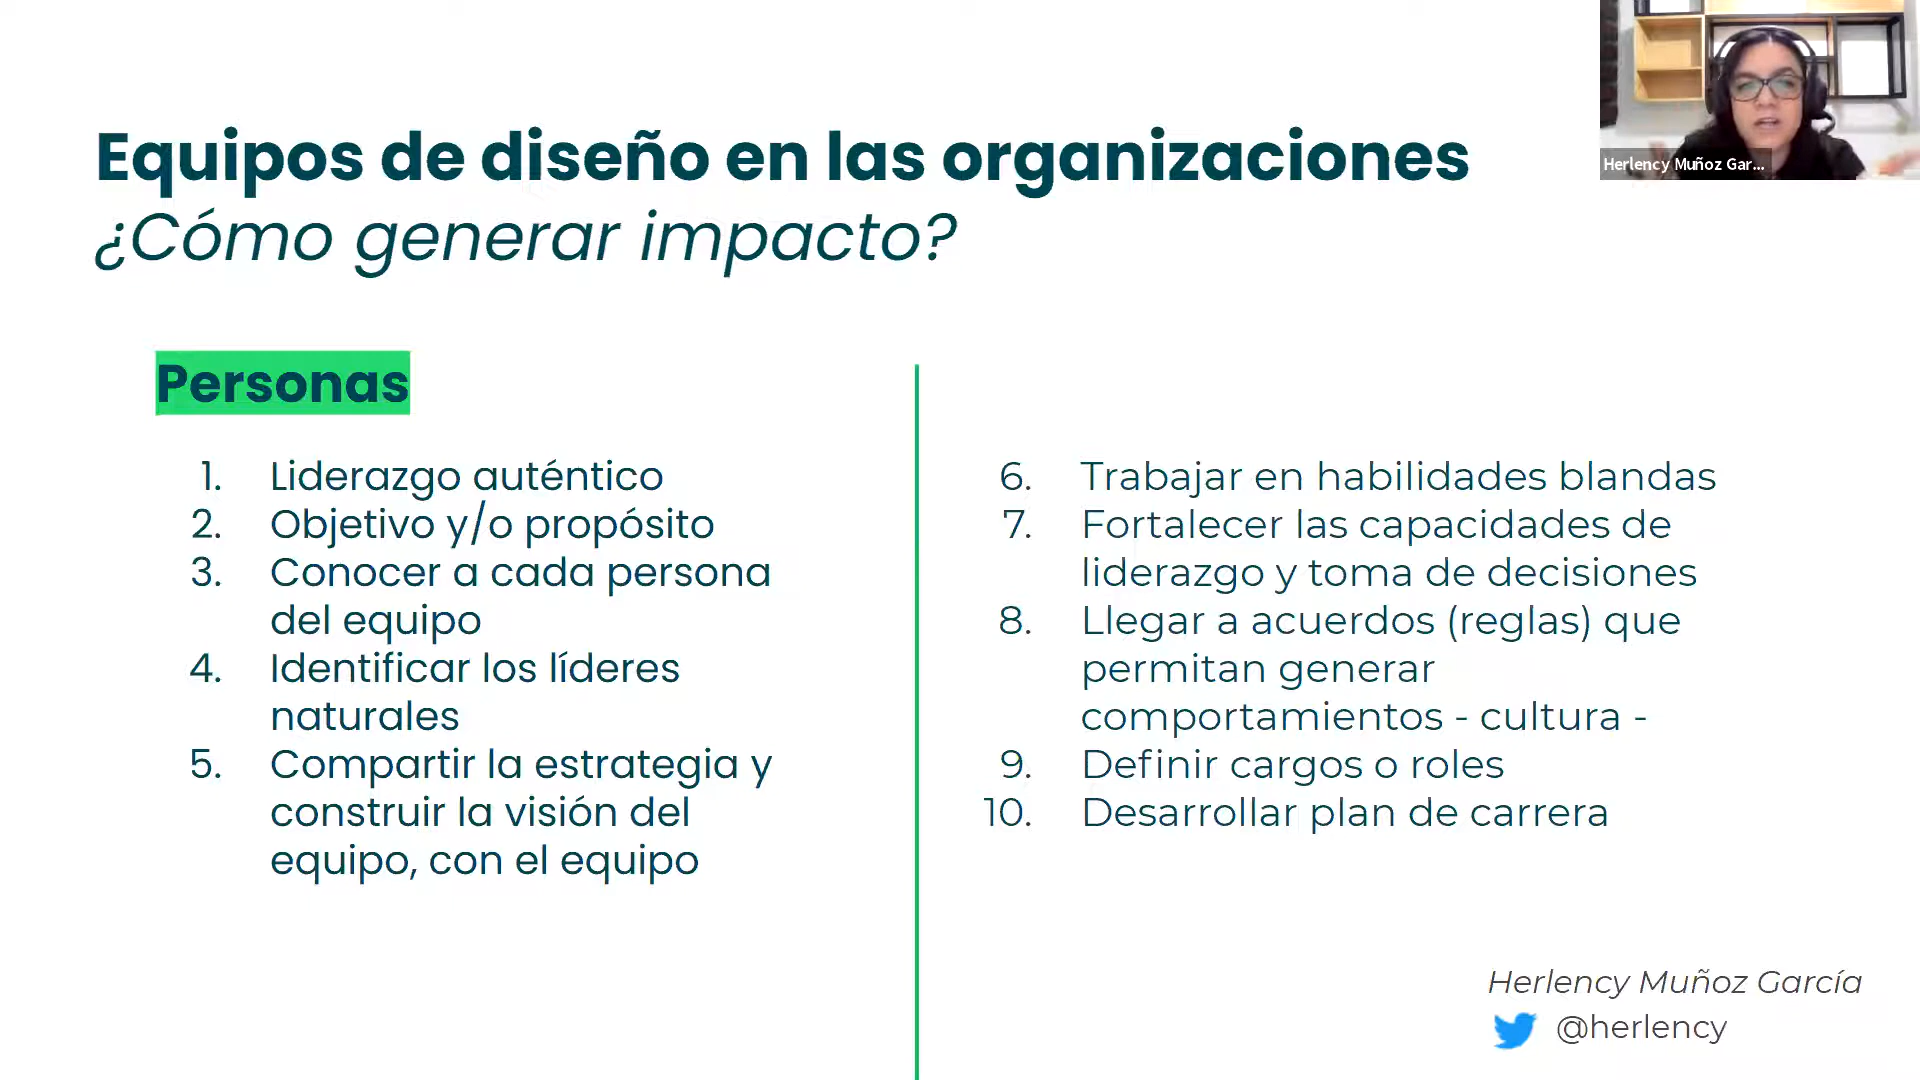 Equipos de diseño en las organizaciones
¿Cómo generar impacto?
Herlency Muñoz Gar...
Personas
1. Liderazgo auténtico
2. Objetivo y/o propósito
3. Conocer a cada persona
del equipo
4. Identificar los líderes
naturales
5. Compartir la estrategia y
construir la visión del
equipo, con el equipo
6. Trabajar en habilidades blandas
7. Fortalecer las capacidades de
liderazgo y toma de decisiones
8. Llegar a acuerdos (reglas) que
permitan generar
comportamientos - cultura -
9. Definir cargos o roles
10. Desarrollar plan de carrera
Herlency Muñoz García
@herlency